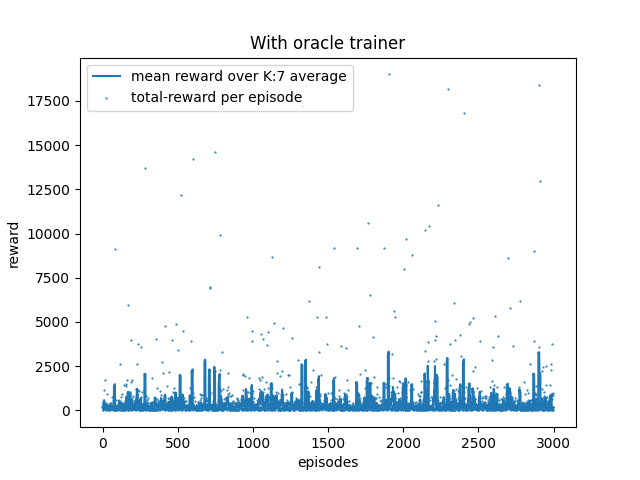 With oracle trainer
mean reward over K:7 average
total-reward per episode
reward
17500
15000
12500
10000
7500
5000
2500
0
0 500 1000 1500 2000 2500 3000
episodes